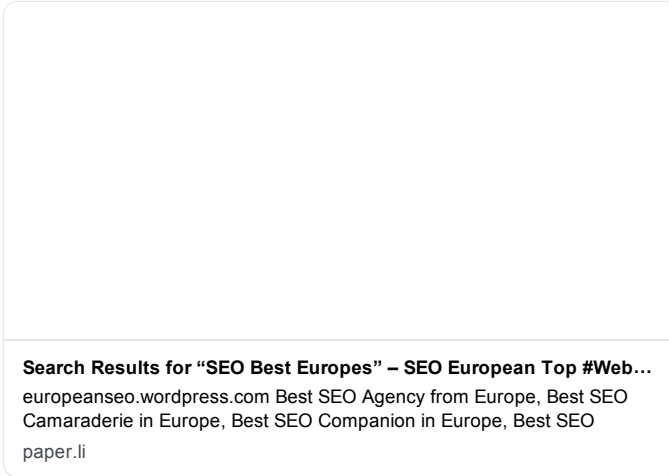 Search Results for “SEO Best Europes” – SEO European Top #Web…
europeanseo.wordpress.com Best SEO Agency from Europe, Best SEO
Camaraderie in Europe, Best SEO Companion in Europe, Best SEO
paper.li